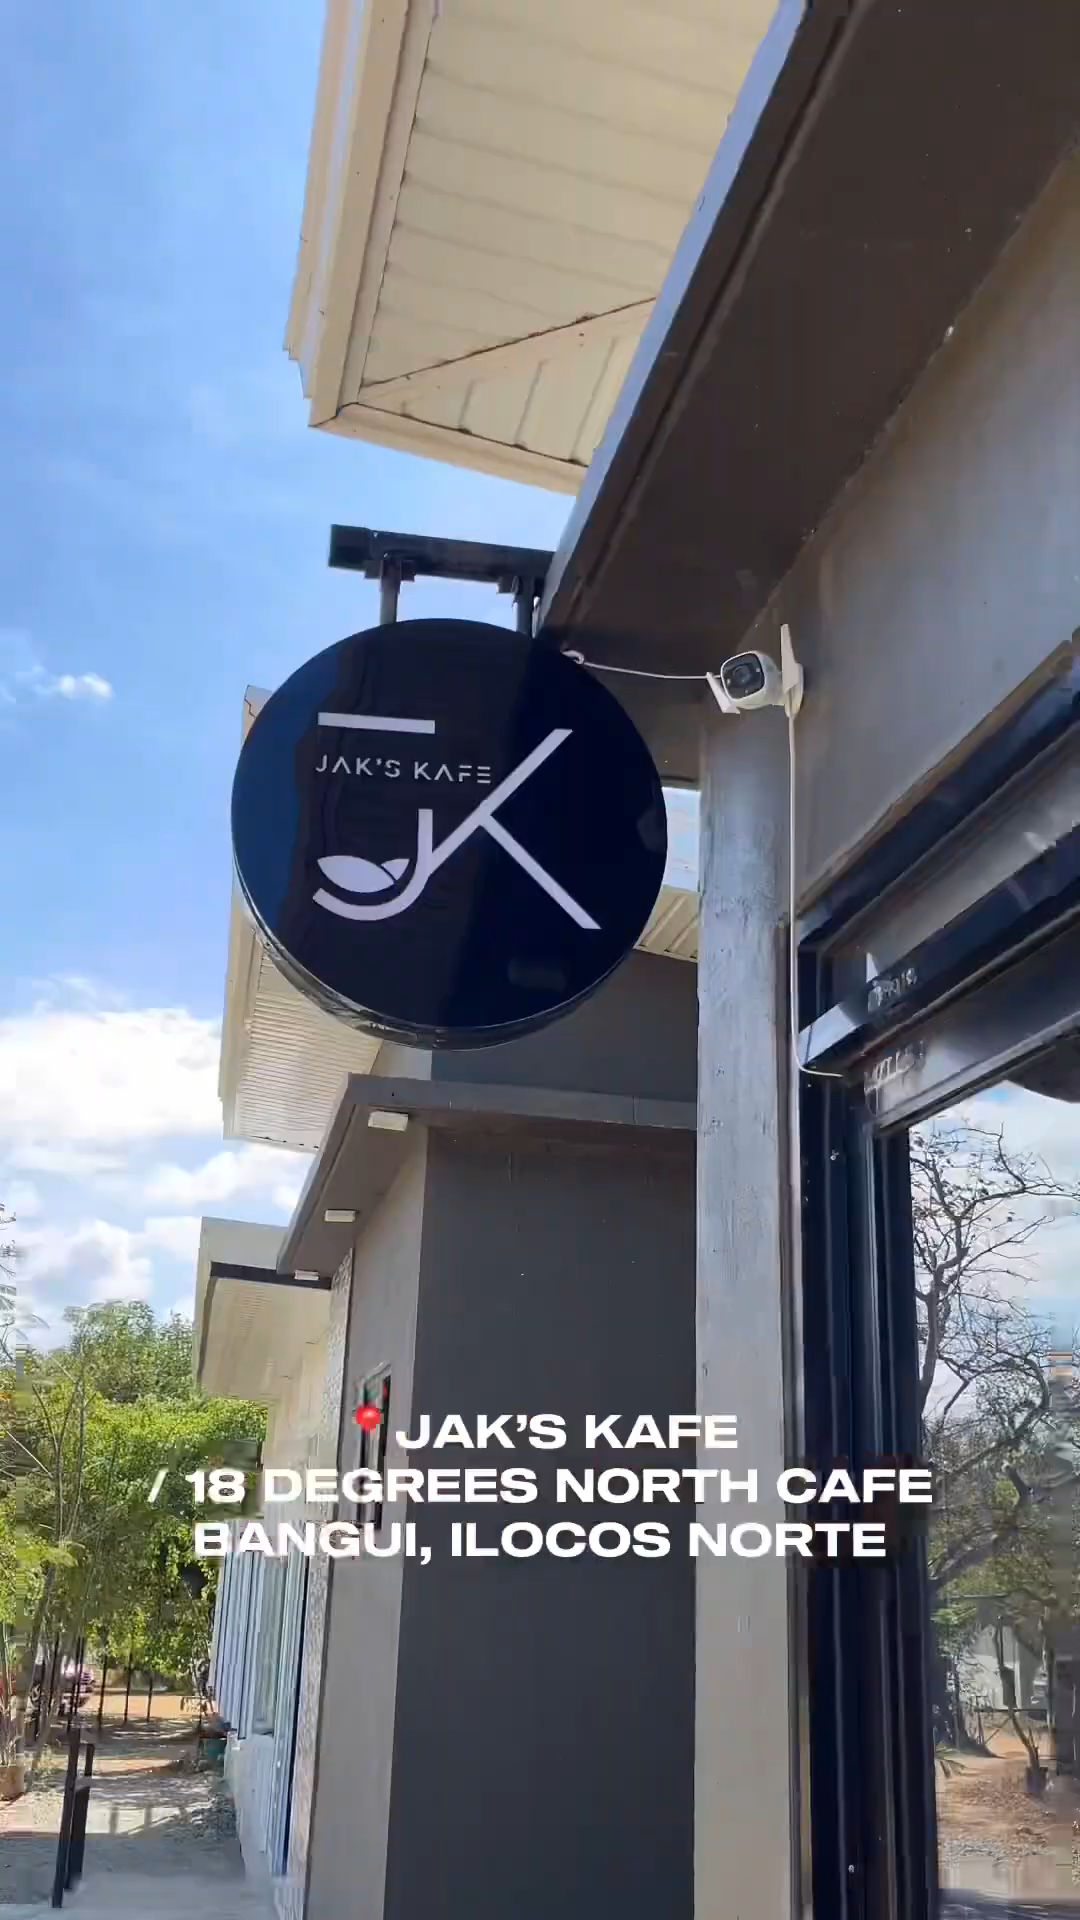 JAK'S KAFE
JK
JAK'S KAFE
/ 18 DEGREES NORTH CAFE
BANGUI, ILOCOS NORTE